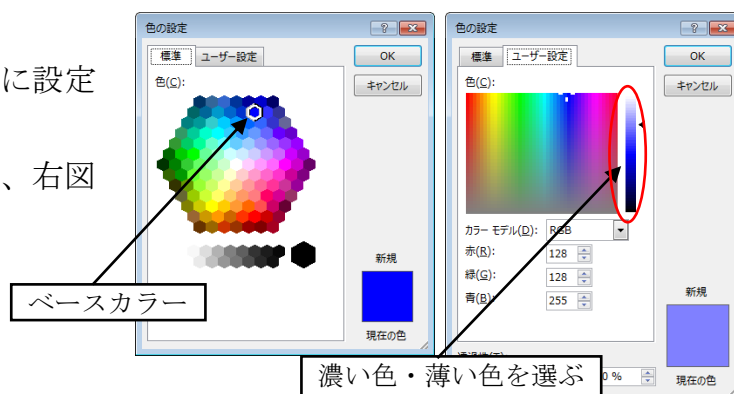 に設定
、右図
色の設定
標準 ユーザー設定
色(C):
OK
キャンセル
新規
現在の色
ベースカラー
色の設定
標準 ユーザー設定
色(C):
OK
キャンセル
カラー モデル(D): RGB
赤(R): 128
緑(G): 128
青(B): 255
新規
現在の色
0 %
濃い色・薄い色を選ぶ